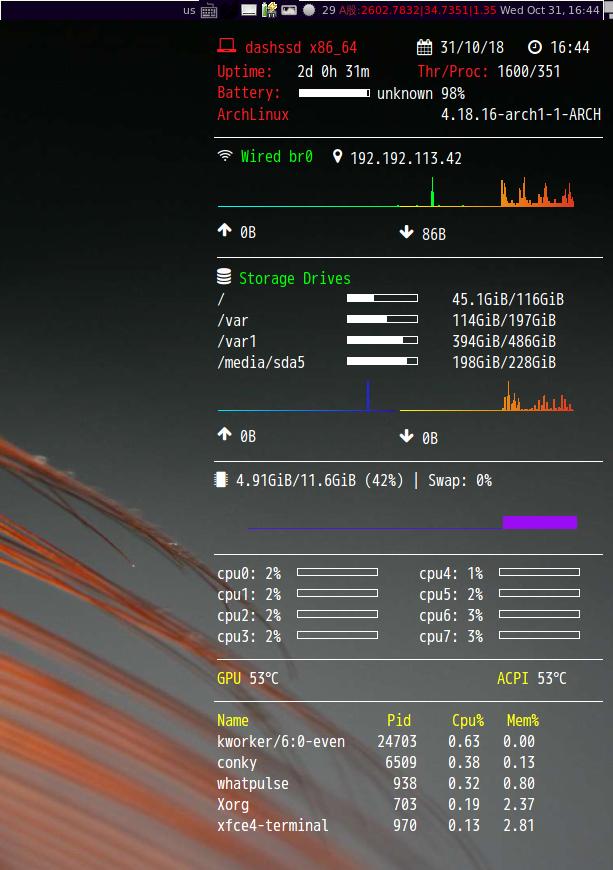 us 29 A股:2602.7832|34.7351|1.35 Wed Oct 31, 16:44
dashssd x86_64 31/10/18 16:44
Uptime: 2d 0h 31m Thr/Proc: 1600/351
Battery: unknown 98%
ArchLinux 4.18.16-arch1-1-ARCH
Wired br0 192.192.113.42
0B 86B
Storage Drives
/ 45.1GiB/116GiB
/var 114GiB/197GiB
/var1 394GiB/486GiB
/media/sda5 198GiB/228GiB
0B 0B
4.91GiB/11.6GiB (42%) | Swap: 0%
cpu0: 2% cpu4: 1%
cpu1: 2% cpu5: 2%
cpu2: 2% cpu6: 3%
cpu3: 2% cpu7: 3%
GPU 53℃ ACPI 53℃
Name Pid Cpu% Mem%
kworker/6:0-even 24703 0.63 0.00
conky 6509 0.38 0.13
whatpulse 938 0.32 0.80
Xorg 703 0.19 2.37
xfce4-terminal 970 0.13 2.81